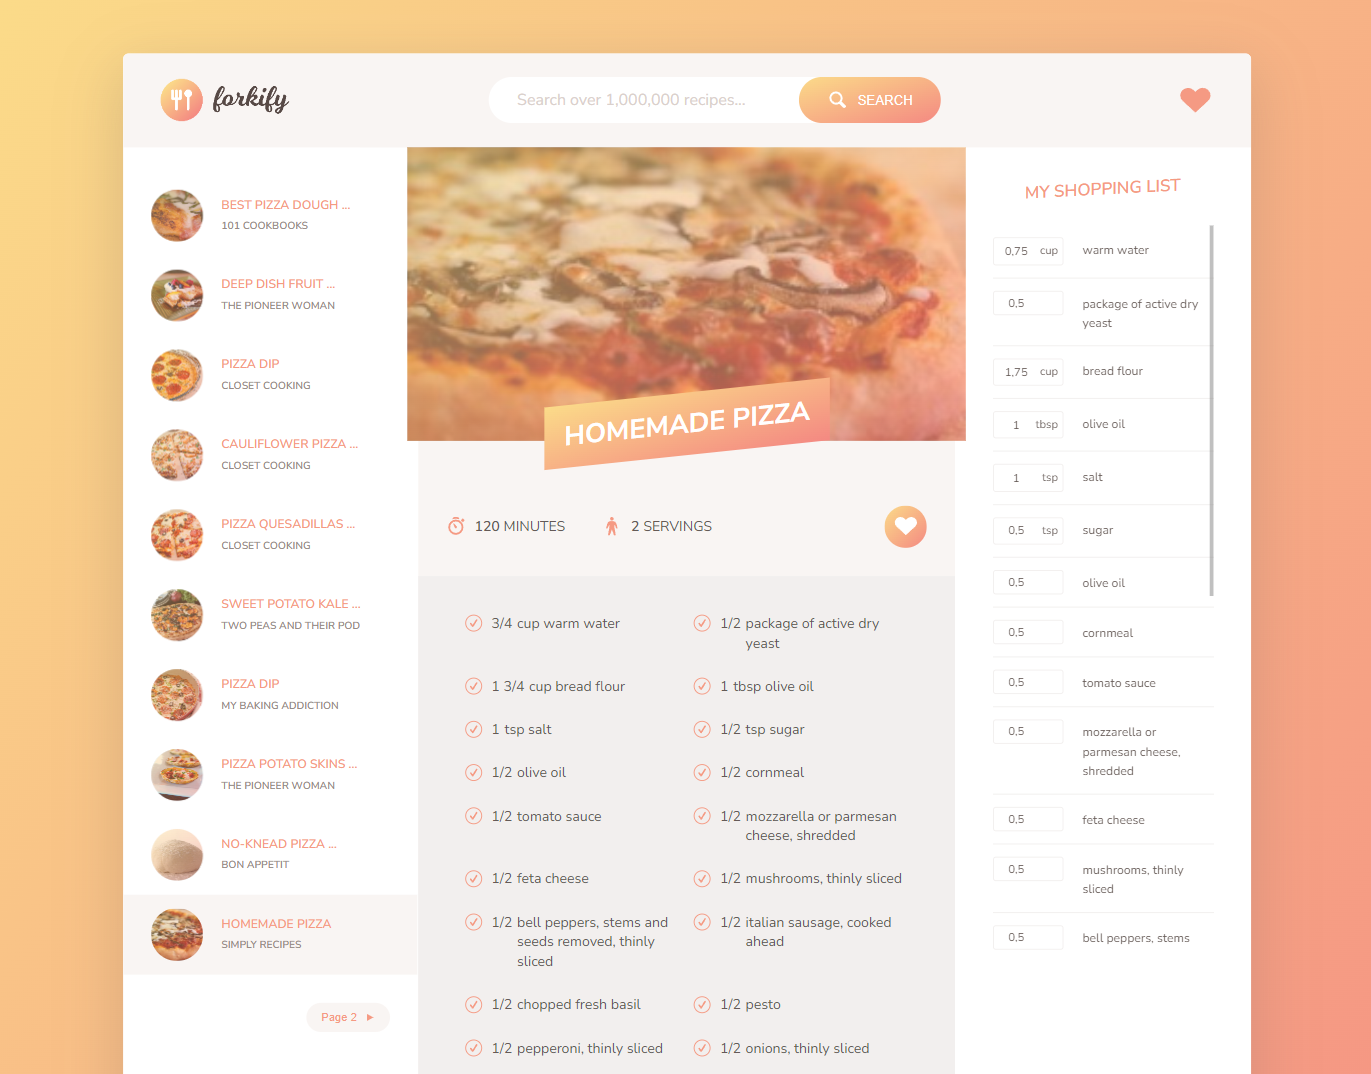 forkify
Search over 1,000,000 recipes...
SEARCH
BEST PIZZA DOUGH ...
101 COOKBOOKS
DEEP DISH FRUIT ...
THE PIONEER WOMAN
PIZZA DIP
CLOSET COOKING
CAULIFLOWER PIZZA ...
CLOSET COOKING
PIZZA QUESADILLAS ...
CLOSET COOKING
SWEET POTATO KALE ...
TWO PEAS AND THEIR POD
PIZZA DIP
MY BAKING ADDICTION
PIZZA POTATO SKINS ...
THE PIONEER WOMAN
NO-KNEAD PIZZA ...
BON APPETIT
HOMEMADE PIZZA
SIMPLY RECIPES
Page 2
HOMEMADE PIZZA
120 MINUTES
2 SERVINGS
3/4 cup warm water
1/2 package of active dry
yeast
1 3/4 cup bread flour
1 tbsp olive oil
1 tsp salt
1/2 tsp sugar
1/2 olive oil
1/2 cornmeal
1/2 tomato sauce
1/2 mozzarella or parmesan
cheese, shredded
1/2 feta cheese
1/2 mushrooms, thinly sliced
1/2 bell peppers, stems and
seeds removed, thinly
sliced
1/2 italian sausage, cooked
ahead
1/2 chopped fresh basil
1/2 pesto
1/2 pepperoni, thinly sliced
1/2 onions, thinly sliced
MY SHOPPING LIST
0,75 cup warm water
0,5 package of active dry
yeast
1,75 cup bread flour
1 tbsp olive oil
1 tsp salt
0,5 tsp sugar
0,5 olive oil
0,5 cornmeal
0,5 tomato sauce
0,5 mozzarella or
parmesan cheese,
shredded
0,5 feta cheese
0,5 mushrooms, thinly
sliced
0,5 bell peppers, stems